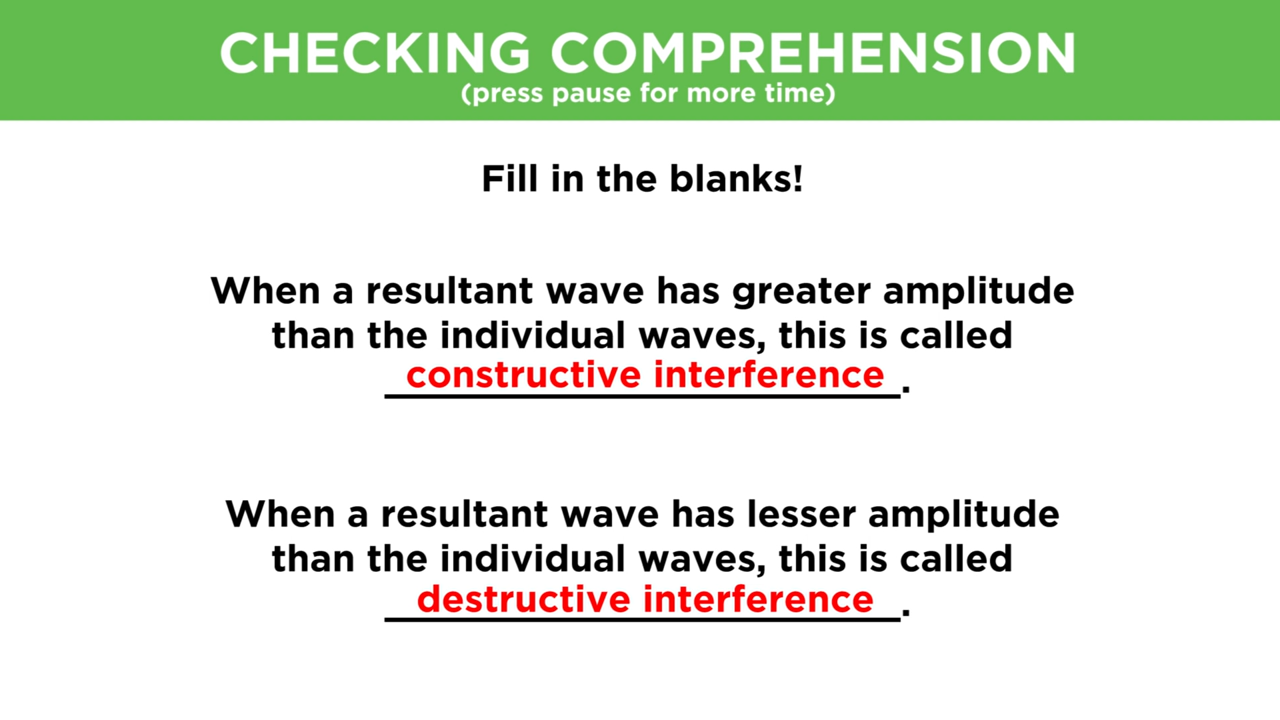 CHECKING COMPREHENSION
(press pause for more time)
Fill in the blanks!
When a resultant wave has greater amplitude
than the individual waves, this is called
constructive interference.
When a resultant wave has lesser amplitude
than the individual waves, this is called
destructive interference.